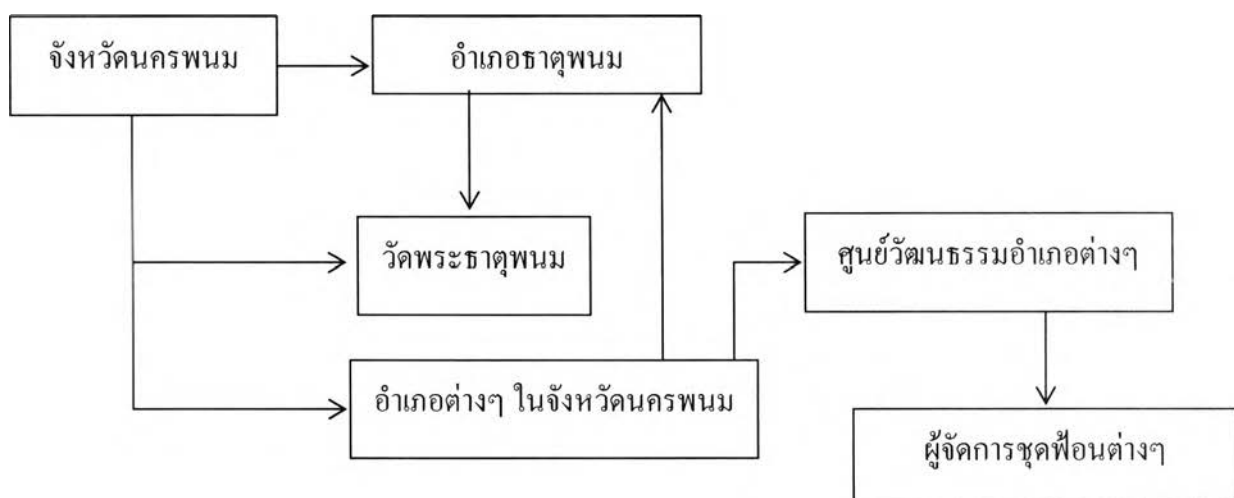 จังหวัดนครพนม
อำเภอธาตุพนม
วัดพระธาตุพนม
ศูนย์วัฒนธรรมอำเภอต่างๆ
อำเภอต่างๆ ในจังหวัดนครพนม
ผู้จัดการชุดฟ้อนต่างๆ